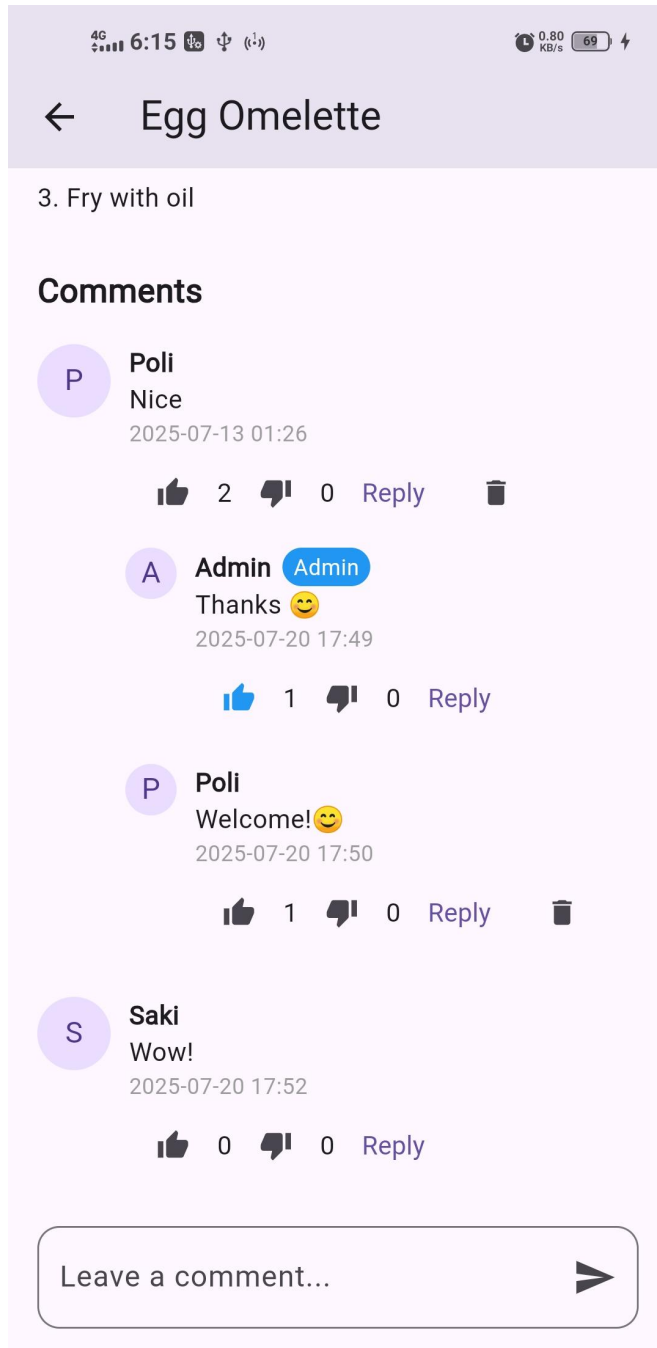 4G 6:15 0.80 KB/s 69
Egg Omelette
3. Fry with oil
Comments
P
Poli
Nice
2025-07-13 01:26
2 0 Reply
A
Admin Admin
Thanks 😊
2025-07-20 17:49
1 0 Reply
P
Poli
Welcome!😊
2025-07-20 17:50
1 0 Reply
S
Saki
Wow!
2025-07-20 17:52
0 0 Reply
Leave a comment...